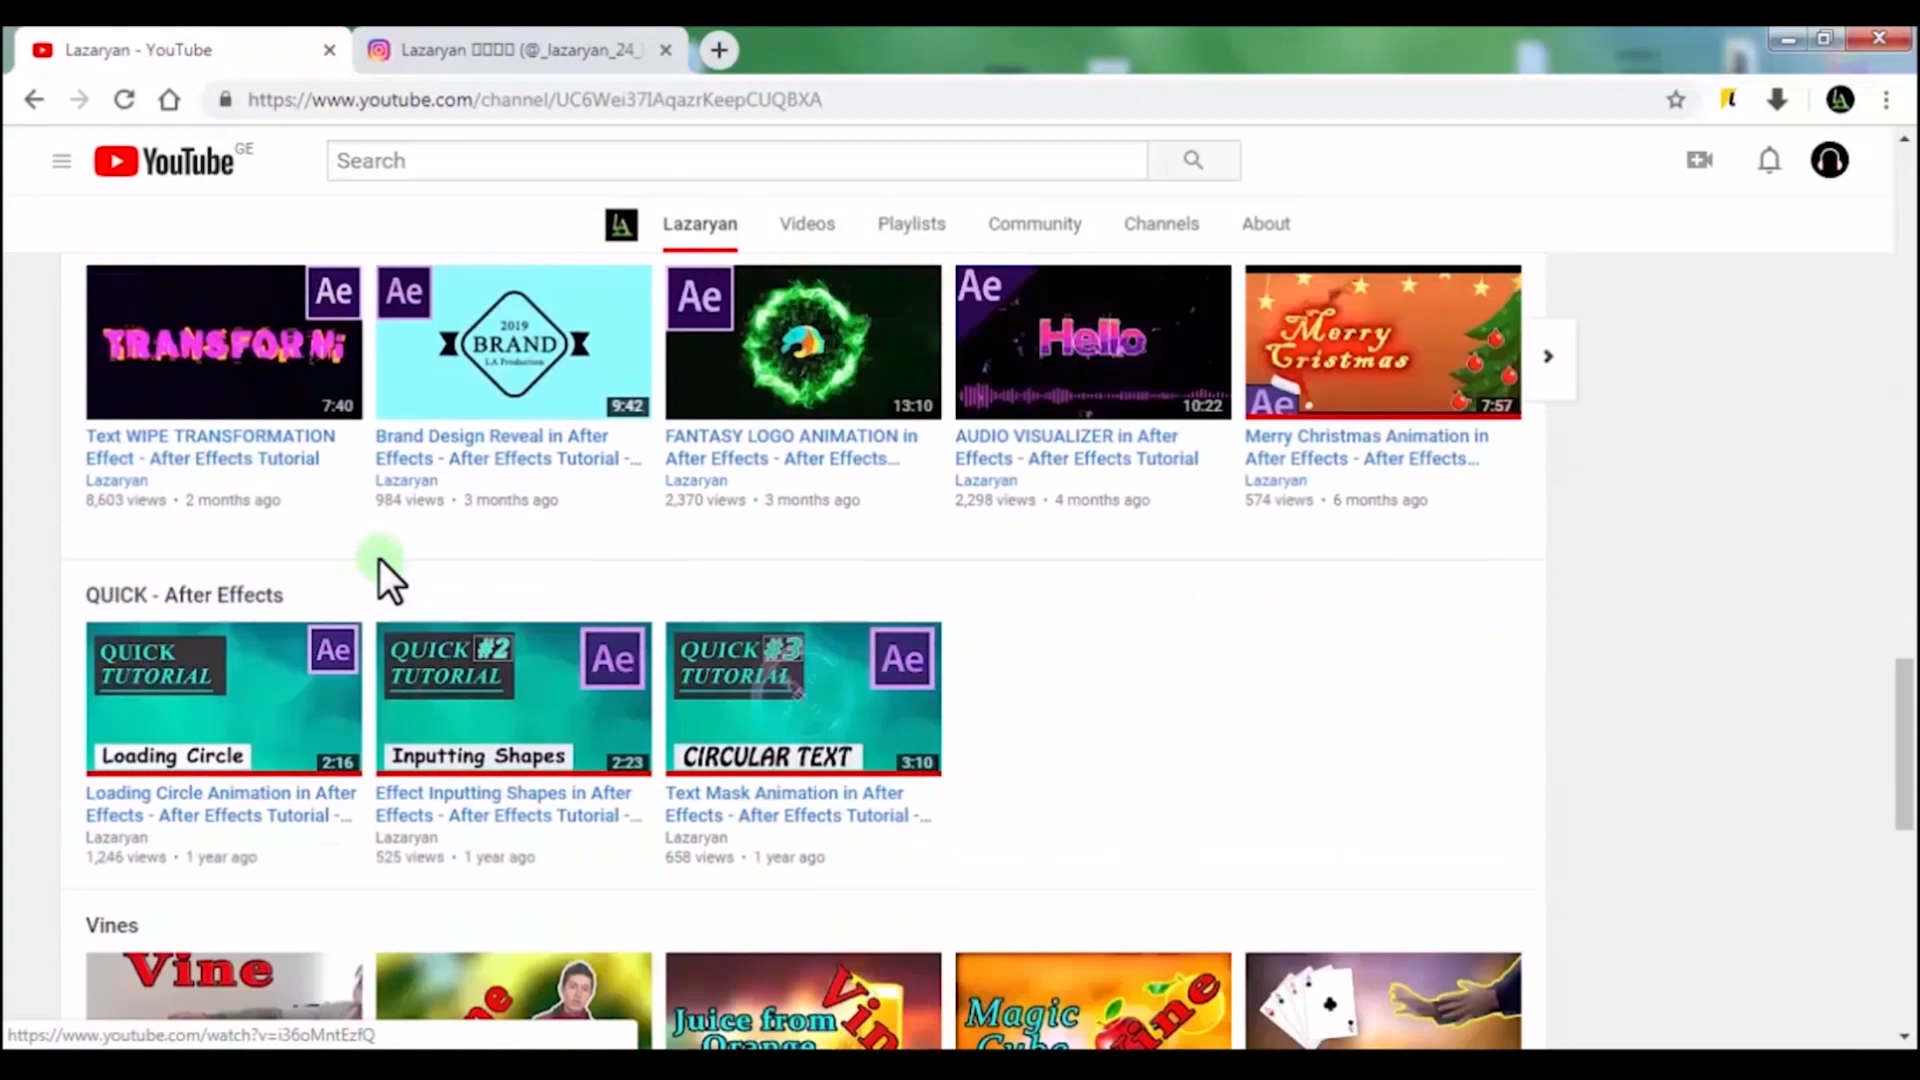 Lazaryan - YouTube
Lazaryan (@_lazaryan_24_
https://www.youtube.com/channel/UC6Wei37IAqazrKeepCUQBXA
YouTube GE
Search
LA
Lazaryan Videos Playlists Community Channels About
TRANSFORM
Ae
7:40
Ae
2019
BRAND
LA Production
9:42
Ae
13:10
Ae
Hello
10:22
Merry
Cristmas
Ae
7:57
Text WIPE TRANSFORMATION
Effect - After Effects Tutorial
Lazaryan
8,603 views • 2 months ago
Brand Design Reveal in After
Effects - After Effects Tutorial -...
Lazaryan
984 views • 3 months ago
FANTASY LOGO ANIMATION in
After Effects - After Effects...
Lazaryan
2,370 views • 3 months ago
AUDIO VISUALIZER in After
Effects - After Effects Tutorial
Lazaryan
2,298 views • 4 months ago
Merry Christmas Animation in
After Effects - After Effects...
Lazaryan
574 views • 6 months ago
QUICK - After Effects
QUICK
TUTORIAL
Ae
Loading Circle
2:16
QUICK #2
TUTORIAL
Ae
Inputting Shapes
2:23
QUICK #3
TUTORIAL
Ae
CIRCULAR TEXT
3:10
Loading Circle Animation in After
Effects - After Effects Tutorial -...
Lazaryan
1,246 views • 1 year ago
Effect Inputting Shapes in After
Effects - After Effects Tutorial -...
Lazaryan
525 views • 1 year ago
Text Mask Animation in After
Effects - After Effects Tutorial -...
Lazaryan
658 views • 1 year ago
Vines
Vine
Juice from
Orange
Vine
Magic
Cube
Vine
https://www.youtube.com/watch?v=i36oMntEzfQ